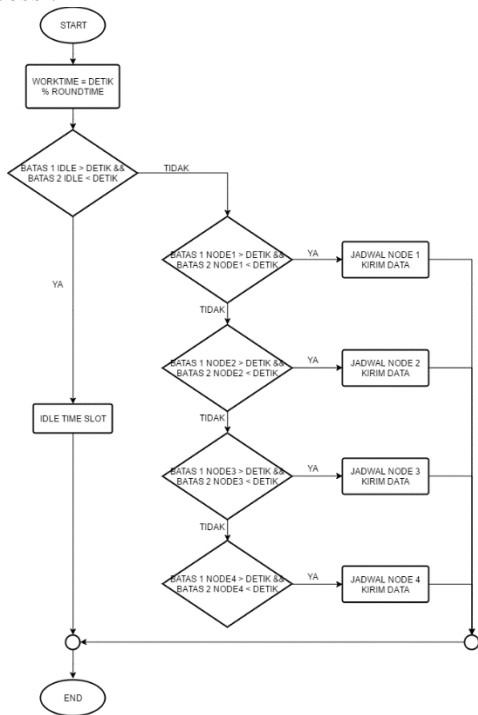 START
WORKTIME = DETIK
% ROUNDTIME
BATAS 1 IDLE > DETIK &&
BATAS 2 IDLE < DETIK
TIDAK
YA
BATAS 1 NODE1 > DETIK &&
BATAS 2 NODE1 < DETIK
YA
JADWAL NODE 1
KIRIM DATA
TIDAK
BATAS 1 NODE2 > DETIK &&
BATAS 2 NODE2 < DETIK
YA
JADWAL NODE 2
KIRIM DATA
TIDAK
IDLE TIME SLOT
BATAS 1 NODE3 > DETIK &&
BATAS 2 NODE3 < DETIK
YA
JADWAL NODE 3
KIRIM DATA
TIDAK
BATAS 1 NODE4 > DETIK &&
BATAS 2 NODE4 < DETIK
YA
JADWAL NODE 4
KIRIM DATA
END